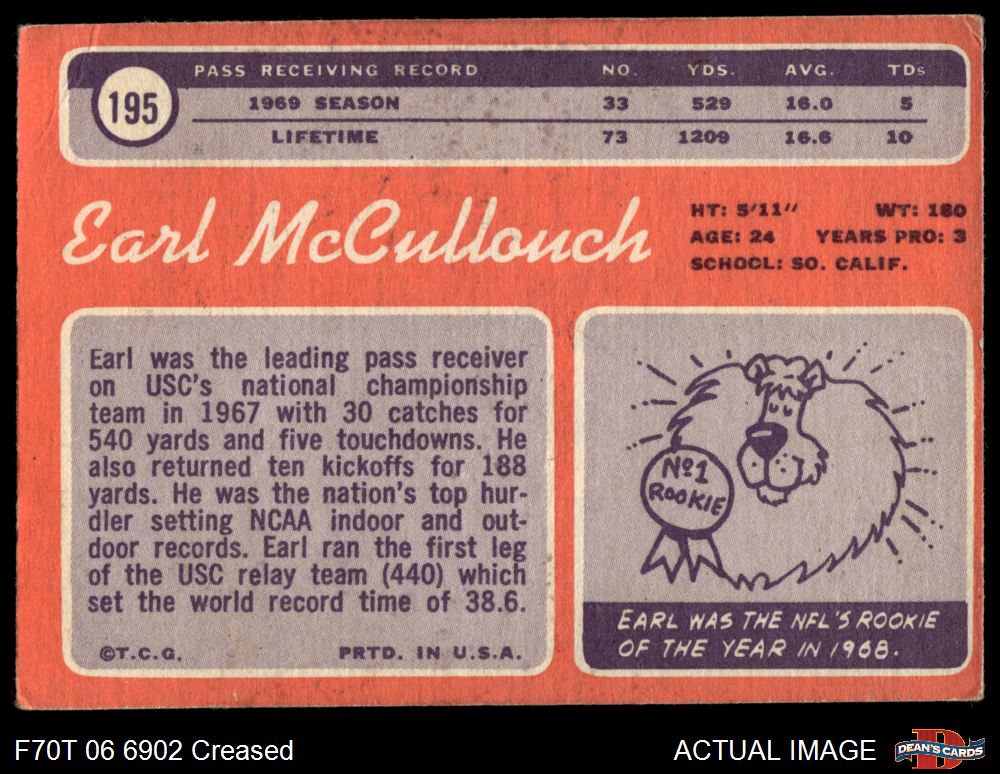 195
PASS RECEIVING RECORD NO. YDS. AVG. TDs
1969 SEASON 33 529 16.0 5
LIFETIME 73 1209 16.6 10
Earl McCullouch
HT: 5'11" WT: 180
AGE: 24 YEARS PRO: 3
SCHOOL: SO. CALIF.
Earl was the leading pass receiver
on USC's national championship
team in 1967 with 30 catches for
540 yards and five touchdowns. He
also returned ten kickoffs for 188
yards. He was the nation's top hur-
dler setting NCAA indoor and out-
door records. Earl ran the first leg
of the USC relay team (440) which
set the world record time of 38.6.
©T.C.G. PRTD. IN U.S.A.
Nº1
ROOKIE
EARL WAS THE NFL'S ROOKIE
OF THE YEAR IN 1968.
F70T 06 6902 Creased
ACTUAL IMAGE
DEAN'S CARDS